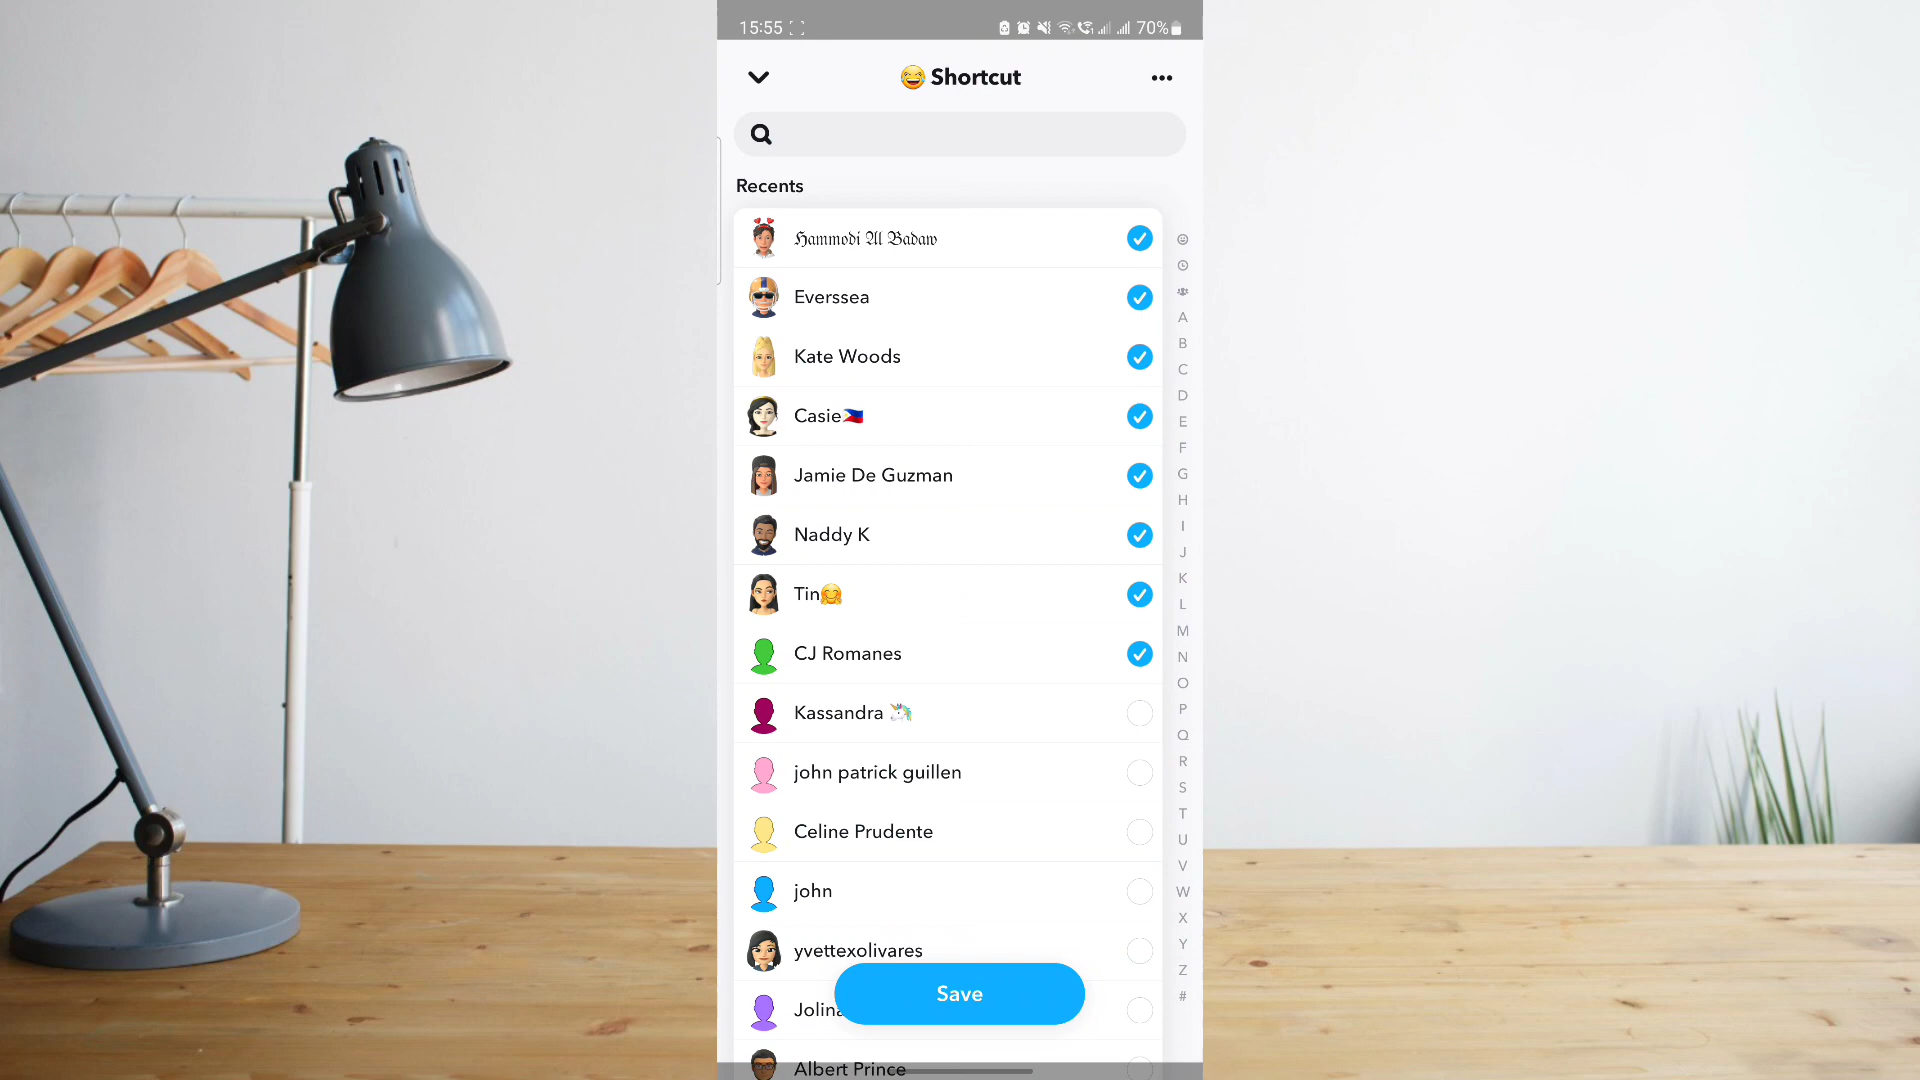 15:55 70%
😂 Shortcut
Recents
ℌ𝔞𝔪𝔪𝔬𝔡𝔦 𝔄𝔩 𝔅𝔞𝔡𝔞𝔴
Everssea
Kate Woods
Casie🇵🇭
Jamie De Guzman
Naddy K
Tin🤗
CJ Romanes
Kassandra 🦄
john patrick guillen
Celine Prudente
john
yvettexolivares
Save
Albert Prince
A
B
C
D
E
F
G
H
I
J
K
L
M
N
O
P
Q
R
S
T
U
V
W
X
Y
Z
#